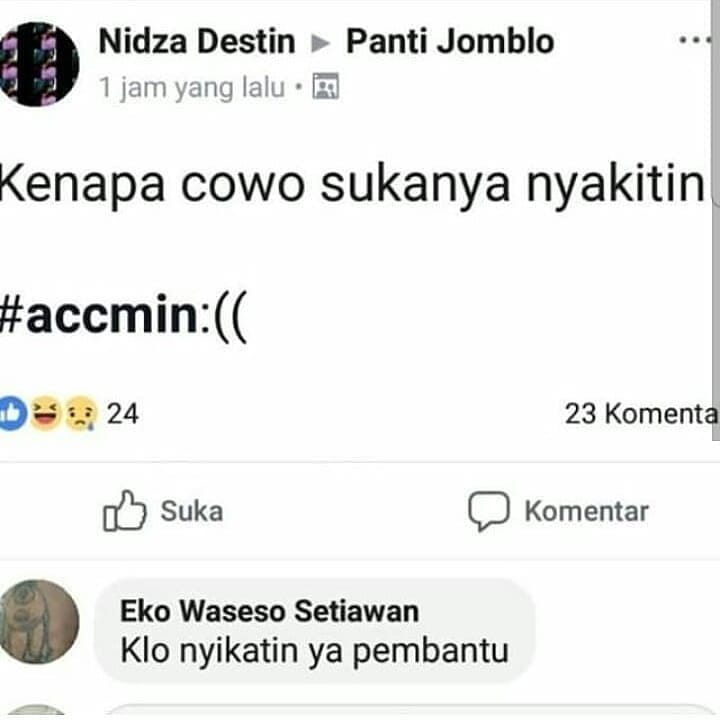 Nidza Destin ▸ Panti Jomblo
1 jam yang lalu •
Kenapa cowo sukanya nyakitin
#accmin:((
24
23 Komenta
Suka
Komentar
Eko Waseso Setiawan
Klo nyikatin ya pembantu